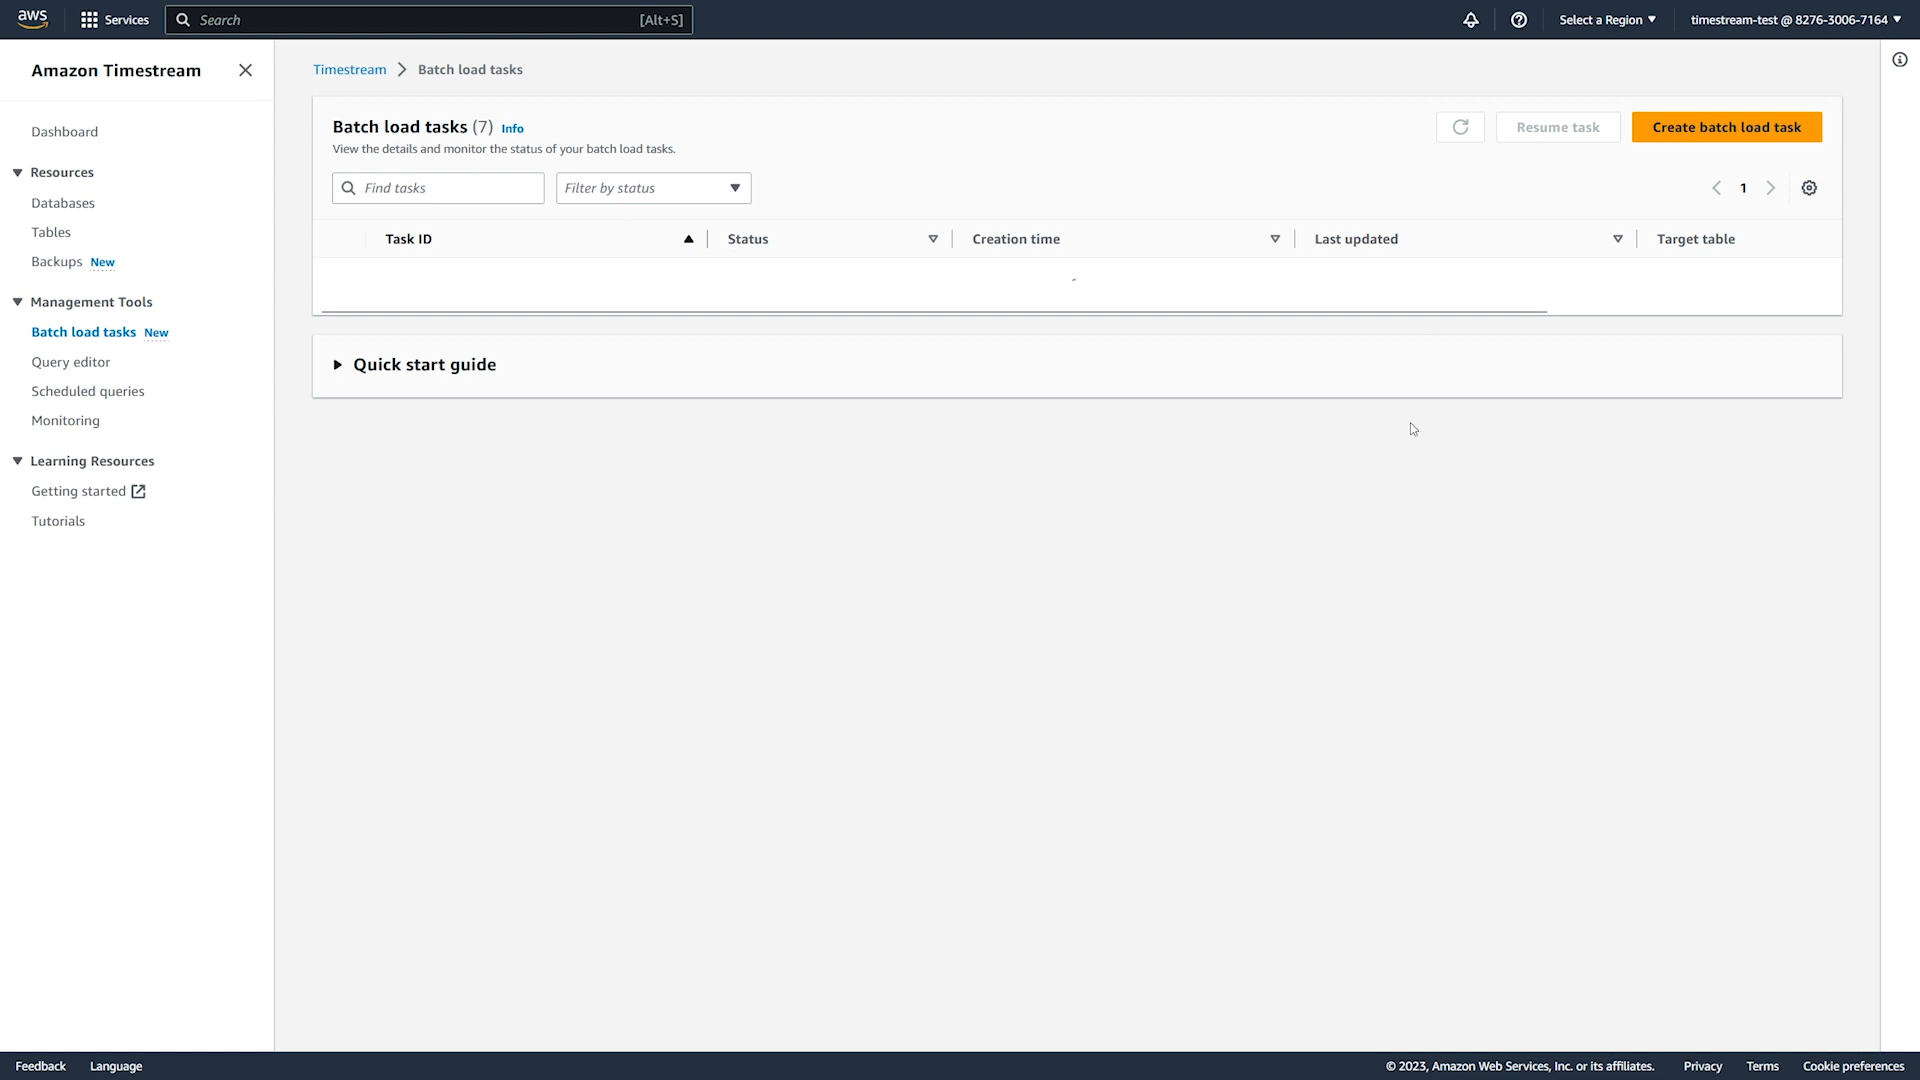 aws
Services
Search
[Alt+S]
Select a Region
timestream-test @ 8276-3006-7164
Amazon Timestream
Dashboard
Resources
Databases
Tables
Backups New
Management Tools
Batch load tasks New
Query editor
Scheduled queries
Monitoring
Learning Resources
Getting started
Tutorials
Timestream
Batch load tasks
Batch load tasks (7) Info
View the details and monitor the status of your batch load tasks.
Resume task
Create batch load task
Find tasks
Filter by status
1
Task ID
Status
Creation time
Last updated
Target table
-
Quick start guide
Feedback
Language
© 2023, Amazon Web Services, Inc. or its affiliates.
Privacy
Terms
Cookie preferences